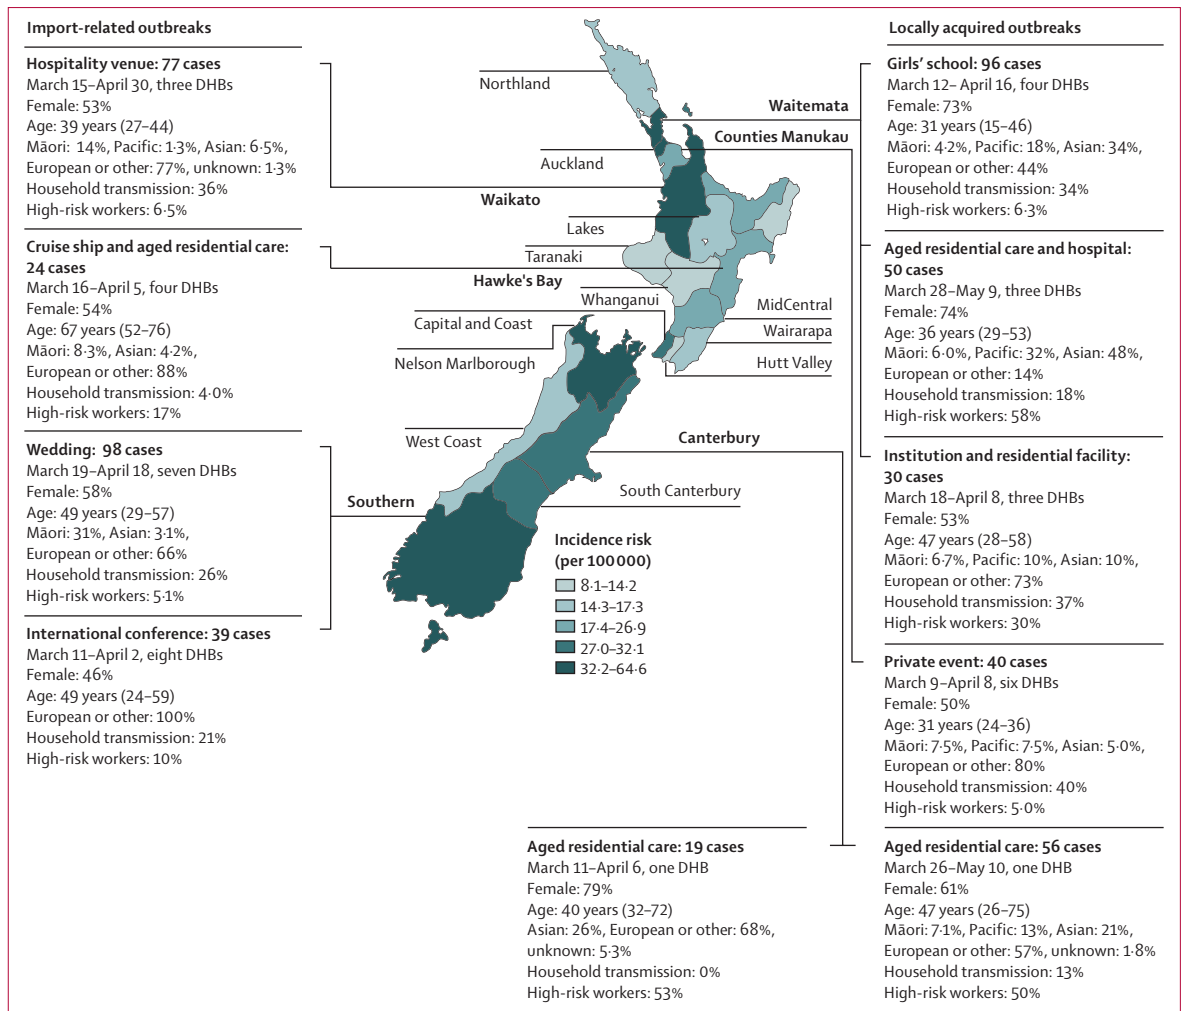 Import-related outbreaks
Hospitality venue: 77 cases
March 15–April 30, three DHBs
Female: 53%
Age: 39 years (27–44)
Māori: 14%, Pacific: 1·3%, Asian: 6·5%,
European or other: 77%, unknown: 1·3%
Household transmission: 36%
High-risk workers: 6·5%
Cruise ship and aged residential care:
24 cases
March 16–April 5, four DHBs
Female: 54%
Age: 67 years (52–76)
Māori: 8·3%, Asian: 4·2%,
European or other: 88%
Household transmission: 4·0%
High-risk workers: 17%
Wedding: 98 cases
March 19–April 18, seven DHBs
Female: 58%
Age: 49 years (29–57)
Māori: 31%, Asian: 3·1%,
European or other: 66%
Household transmission: 26%
High-risk workers: 5·1%
International conference: 39 cases
March 11–April 2, eight DHBs
Female: 46%
Age: 49 years (24–59)
European or other: 100%
Household transmission: 21%
High-risk workers: 10%
Northland
Waitemata
Counties Manukau
Auckland
Waikato
Lakes
Taranaki
Hawke's Bay
Whanganui
MidCentral
Capital and Coast
Wairarapa
Nelson Marlborough
Hutt Valley
West Coast
Canterbury
South Canterbury
Southern
Incidence risk
(per 100 000)
8·1–14·2
14·3–17·3
17·4–26·9
27·0–32·1
32·2–64·6
Locally acquired outbreaks
Girls’ school: 96 cases
March 12– April 16, four DHBs
Female: 73%
Age: 31 years (15–46)
Māori: 4·2%, Pacific: 18%, Asian: 34%,
European or other: 44%
Household transmission: 34%
High-risk workers: 6·3%
Aged residential care and hospital:
50 cases
March 28–May 9, three DHBs
Female: 74%
Age: 36 years (29–53)
Māori: 6·0%, Pacific: 32%, Asian: 48%,
European or other: 14%
Household transmission: 18%
High-risk workers: 58%
Institution and residential facility:
30 cases
March 18–April 8, three DHBs
Female: 53%
Age: 47 years (28–58)
Māori: 6·7%, Pacific: 10%, Asian: 10%,
European or other: 73%
Household transmission: 37%
High-risk workers: 30%
Private event: 40 cases
March 9–April 8, six DHBs
Female: 50%
Age: 31 years (24–36)
Māori: 7·5%, Pacific: 7·5%, Asian: 5·0%,
European or other: 80%
Household transmission: 40%
High-risk workers: 5·0%
Aged residential care: 19 cases
March 11–April 6, one DHB
Female: 79%
Age: 40 years (32–72)
Asian: 26%, European or other: 68%,
unknown: 5·3%
Household transmission: 0%
High-risk workers: 53%
Aged residential care: 56 cases
March 26–May 10, one DHB
Female: 61%
Age: 47 years (26–75)
Māori: 7·1%, Pacific: 13%, Asian: 21%,
European or other: 57%, unknown: 1·8%
Household transmission: 13%
High-risk workers: 50%